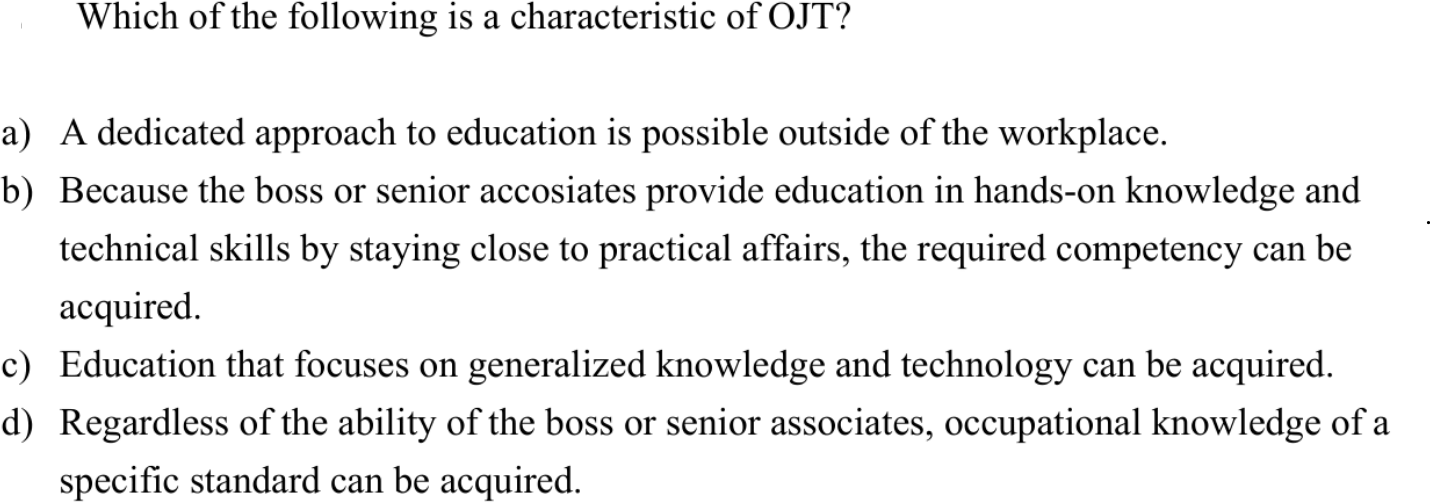 Which of the following is a characteristic of OJT?
a) A dedicated approach to education is possible outside of the workplace.
b) Because the boss or senior accosiates provide education in hands-on knowledge and
technical skills by staying close to practical affairs, the required competency can be
acquired.
c) Education that focuses on generalized knowledge and technology can be acquired.
d) Regardless of the ability of the boss or senior associates, occupational knowledge of a
specific standard can be acquired.